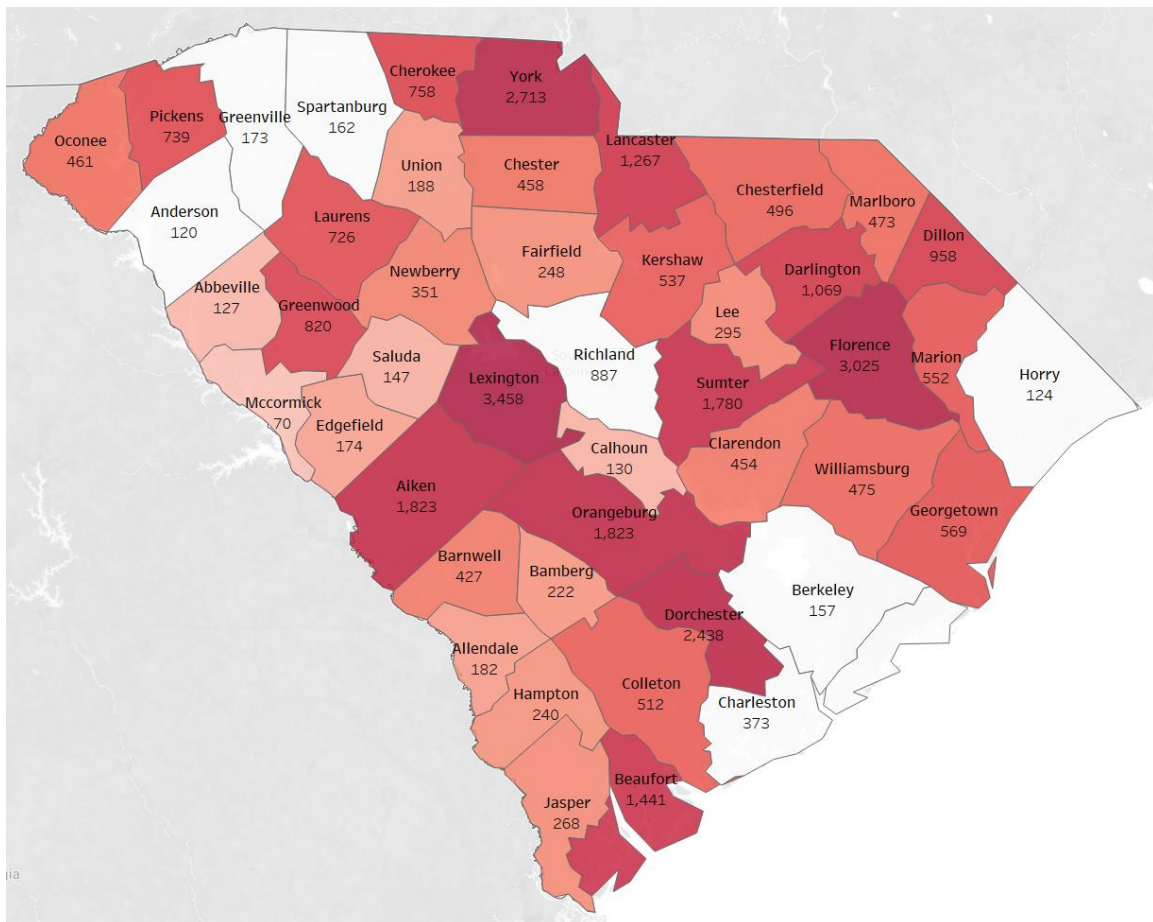 Cherokee
758
York
2,713
Pickens
739
Greenville
173
Spartanburg
162
Oconee
461
Lancaster
1,267
Union
188
Chester
458
Chesterfield
496
Marlboro
473
Anderson
120
Laurens
726
Dillon
958
Fairfield
248
Kershaw
537
Darlington
1,069
Newberry
351
Abbeville
127
Greenwood
820
Lee
295
Florence
3,025
Saluda
147
Richland
887
Marion
552
Lexington
3,458
Sumter
1,780
Horry
124
Mccormick
70
Edgefield
174
Calhoun
130
Clarendon
454
Williamsburg
475
Aiken
1,823
Orangeburg
1,823
Georgetown
569
Barnwell
427
Bamberg
222
Berkeley
157
Dorchester
2,438
Allendale
182
Hampton
240
Colleton
512
Charleston
373
Beaufort
1,441
Jasper
268
gia